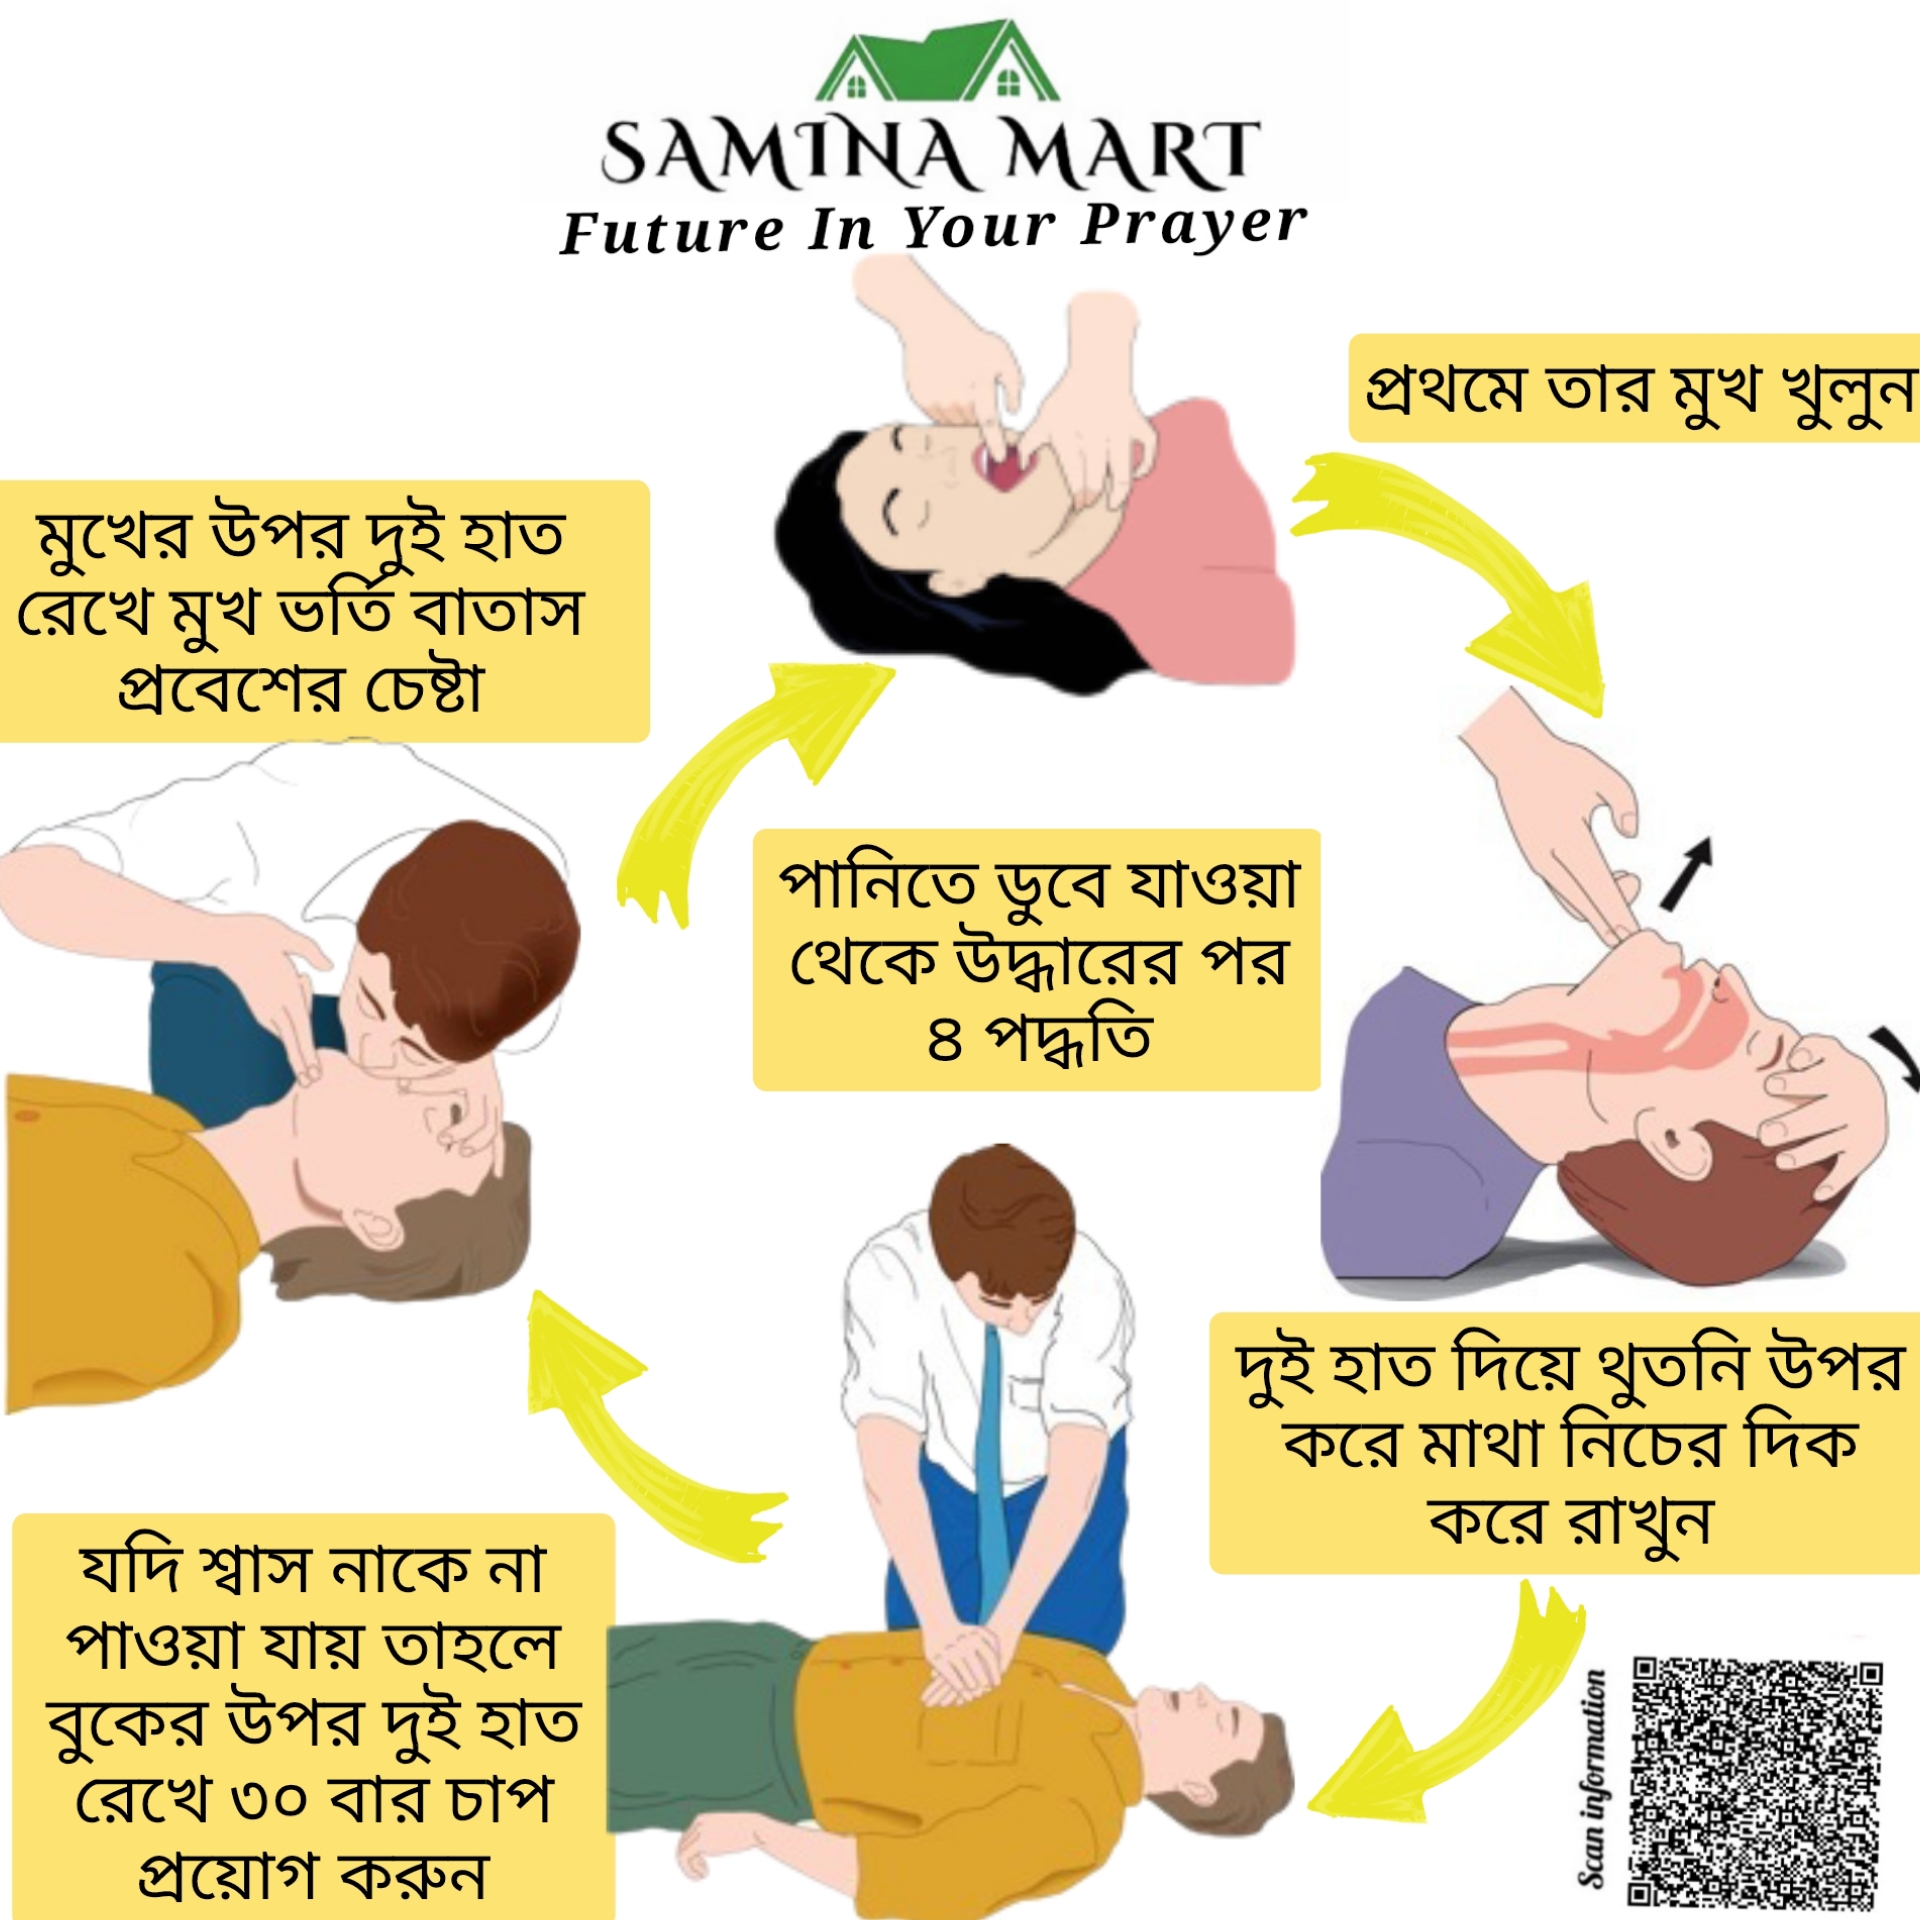 SAMINA MART
Future In Your Prayer
প্রথমে তার মুখ খুলুন
মুখের উপর দুই হাত
রেখে মুখ ভর্তি বাতাস
প্রবেশের চেষ্টা
পানিতে ডুবে যাওয়া
থেকে উদ্ধারের পর
৪ পদ্ধতি
দুই হাত দিয়ে থুতনি উপর
করে মাথা নিচের দিক
করে রাখুন
যদি শ্বাস নাকে না
পাওয়া যায় তাহলে
বুকের উপর দুই হাত
রেখে ৩০ বার চাপ
প্রয়োগ করুন
Scan information